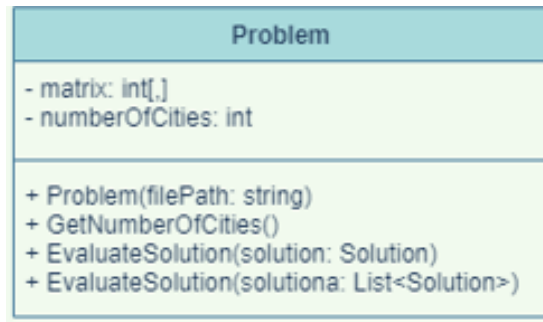 Problem
- matrix: int[,]
- numberOfCities: int
+ Problem(filePath: string)
+ GetNumberOfCities()
+ EvaluateSolution(solution: Solution)
+ EvaluateSolution(solutiona: List<Solution>)